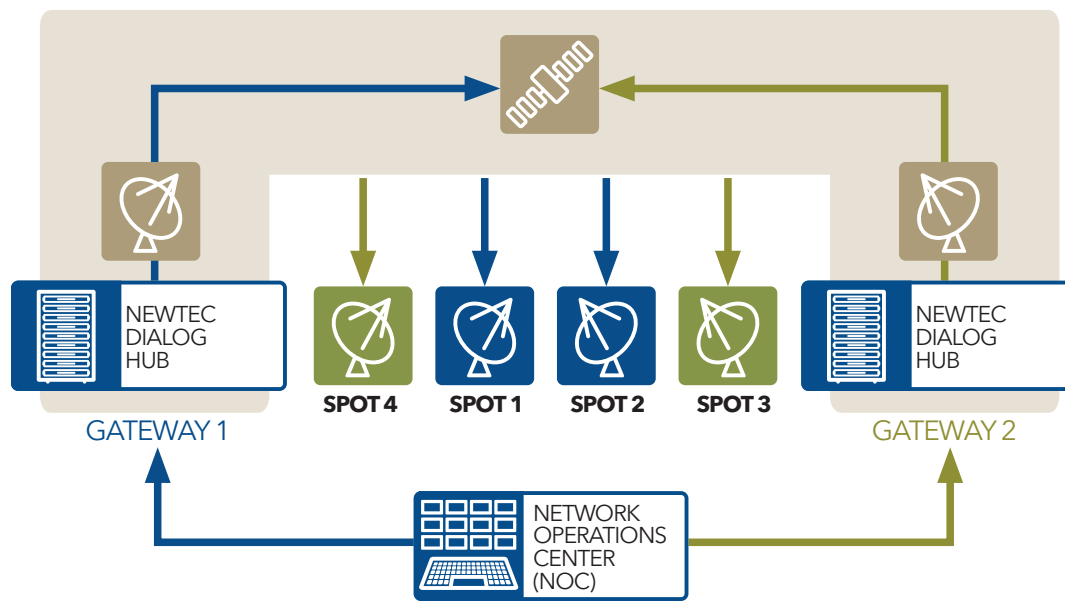 NEWTEC
DIALOG
HUB
NEWTEC
DIALOG
HUB
SPOT 4
SPOT 1
SPOT 2
SPOT 3
GATEWAY 1
GATEWAY 2
NETWORK
OPERATIONS
CENTER
(NOC)